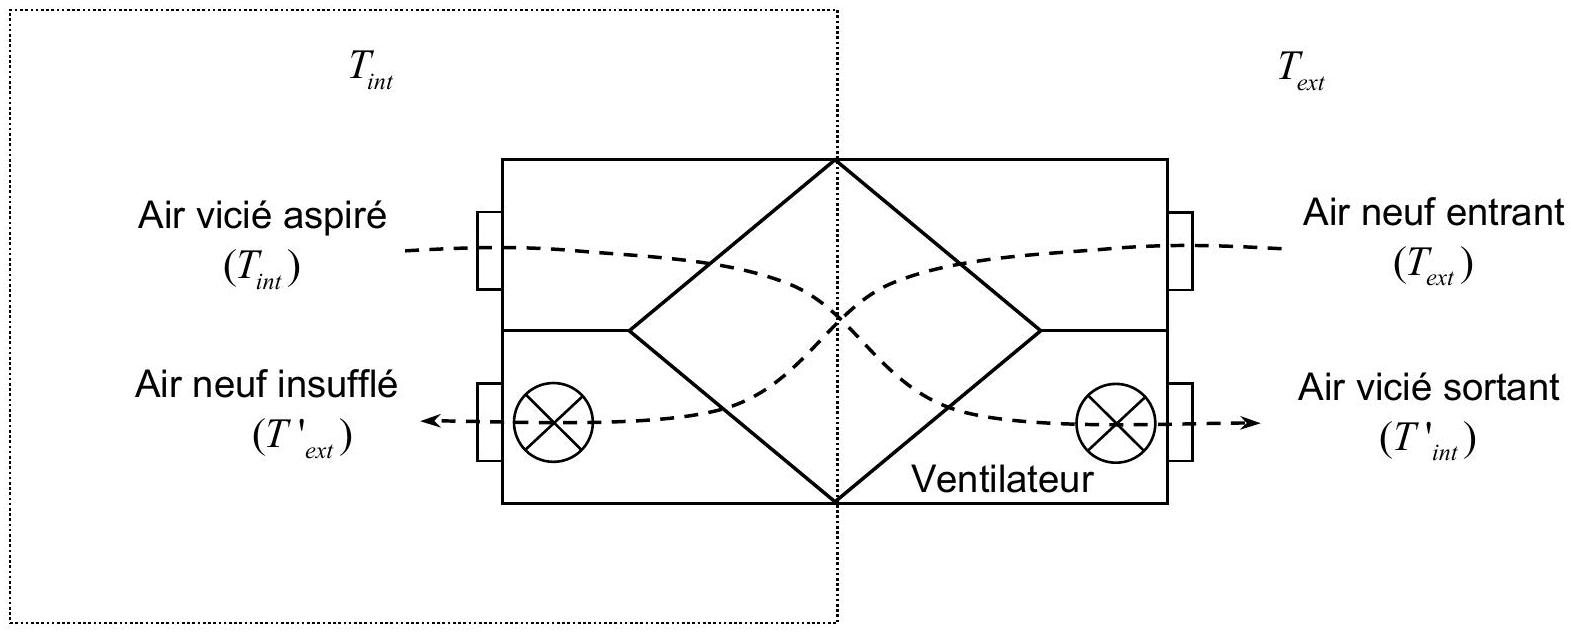 T_int
T_ext
Air vicié aspiré
(T_int)
Air neuf entrant
(T_ext)
Air neuf insufflé
(T'_ext)
Air vicié sortant
(T'_int)
Ventilateur